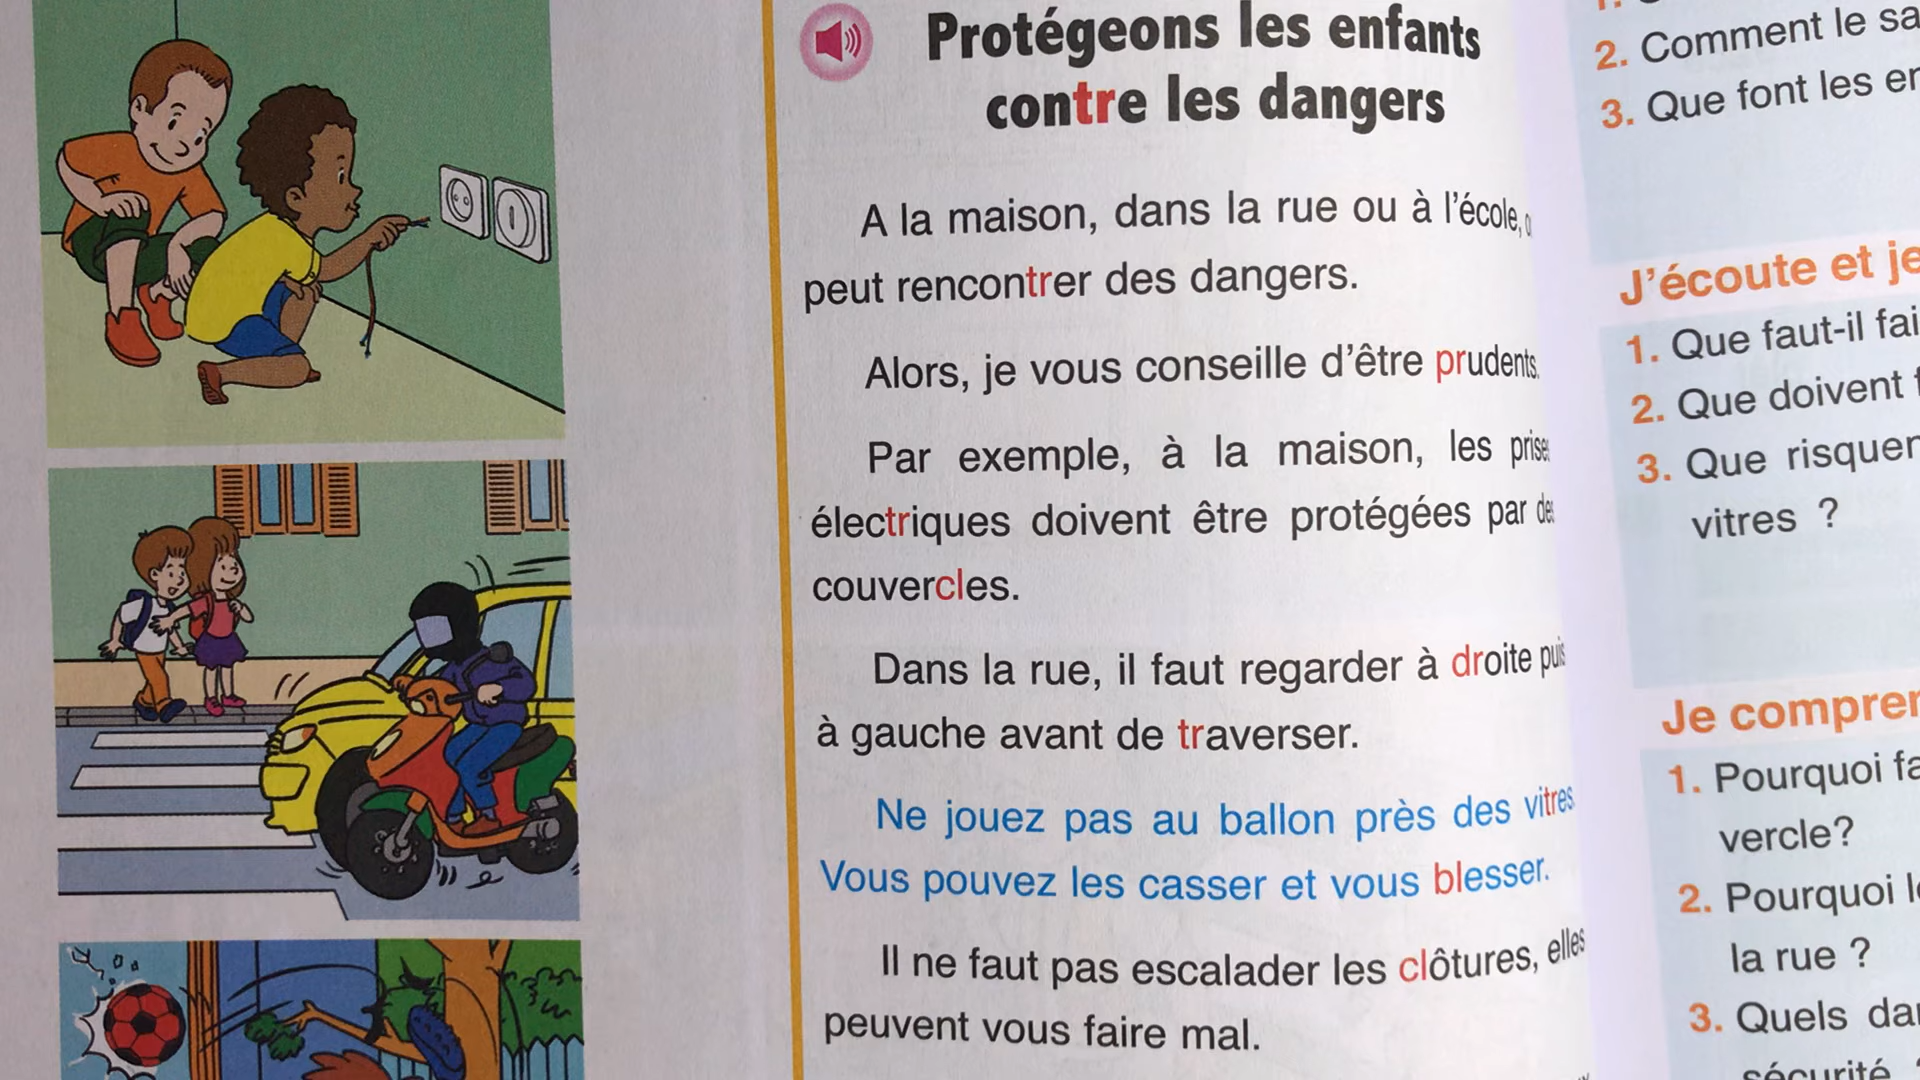 Protégeons les enfants
contre les dangers
A la maison, dans la rue ou à l'école,
peut rencontrer des dangers.
Alors, je vous conseille d'être prudents.
Par exemple, à la maison, les prises
électriques doivent être protégées par des
couvercles.
Dans la rue, il faut regarder à droite puis
à gauche avant de traverser.
Ne jouez pas au ballon près des vitres.
Vous pouvez les casser et vous blesser.
Il ne faut pas escalader les clôtures, elles
peuvent vous faire mal.
2. Comment le sa
3. Que font les en
J'écoute et je
1. Que faut-il fai
2. Que doivent f
3. Que risquen
vitres ?
Je compren
1. Pourquoi fa
vercle?
2. Pourquoi le
la rue ?
3. Quels dan
sécurité